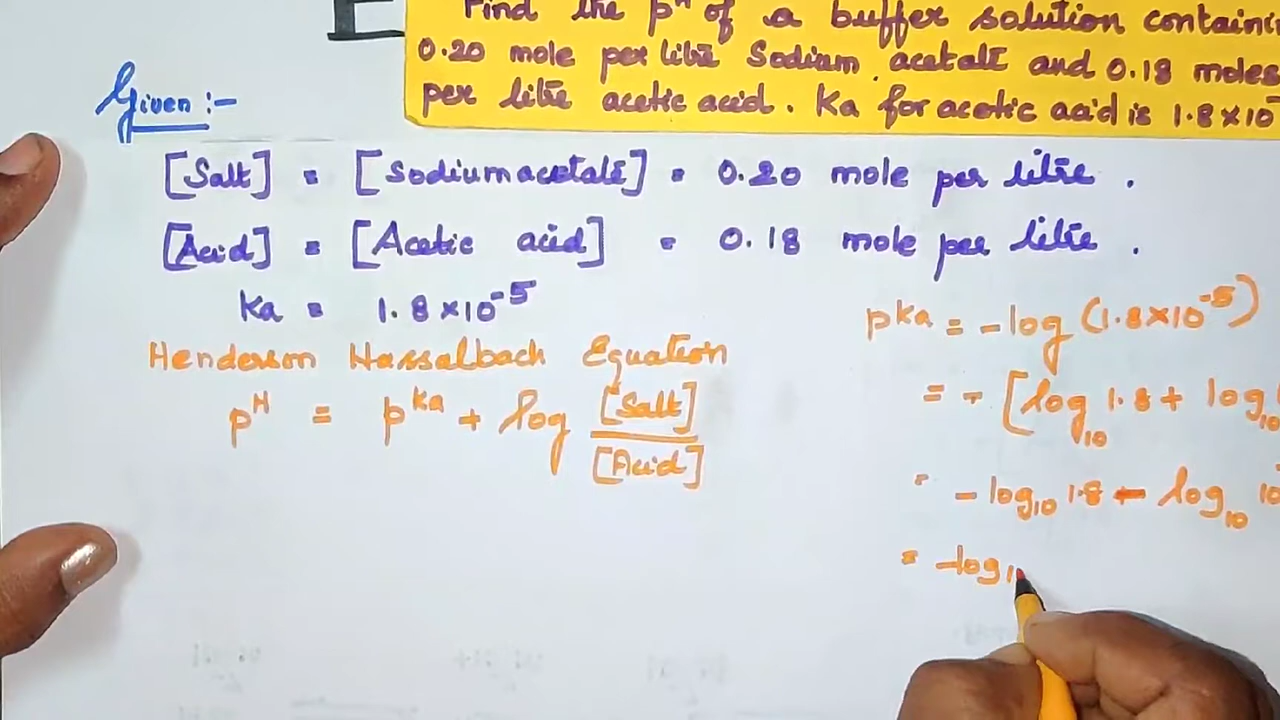 Find the pH of a buffer solution
0.20 mole per litre Sodium acetate and 0.18 moles
per litre acetic acid. Ka for acetic acid is 1.8×10
Given :-
[Salt] = [Sodium acetate] = 0.20 mole per litre.
[Acid] = [Acetic acid] = 0.18 mole per litre.
Ka = 1.8×10⁻⁵
Henderson Hassalbach Equation
pH = pKa + log [Salt]/[Acid]
pKa = -log (1.8×10⁻⁵)
= - [log₁₀ 1.8 + log₁₀
= -log₁₀ 1.8 - log₁₀ 10
= -log